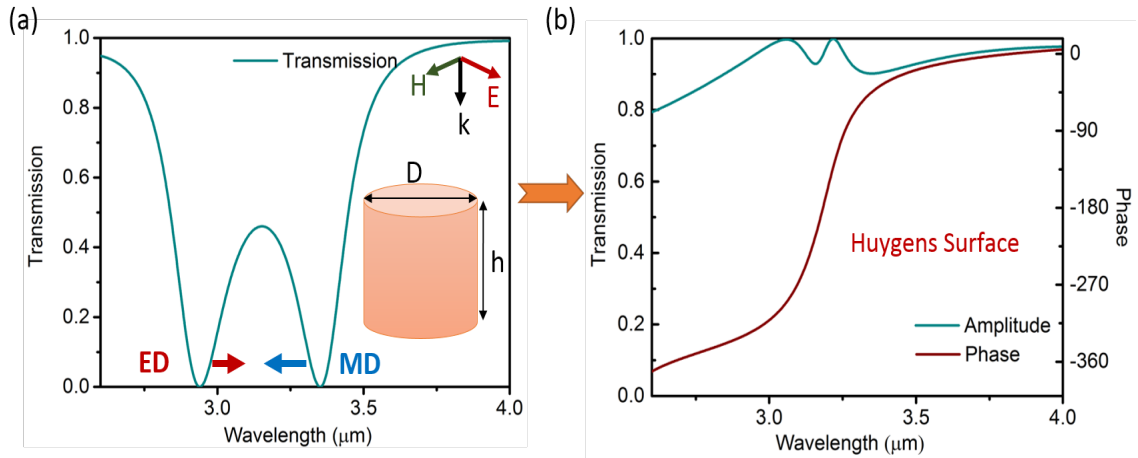 (a)
1.0
0.8
0.6
0.4
0.2
0.0
Transmission
Transmission
H
E
k
D
h
ED
MD
3.0
3.5
4.0
Wavelength (μm)
(b)
1.0
0.8
0.6
0.4
0.2
0.0
Transmission
0
-90
-180
-270
-360
Phase
Huygens Surface
Amplitude
Phase
3.0
3.5
4.0
Wavelength (μm)